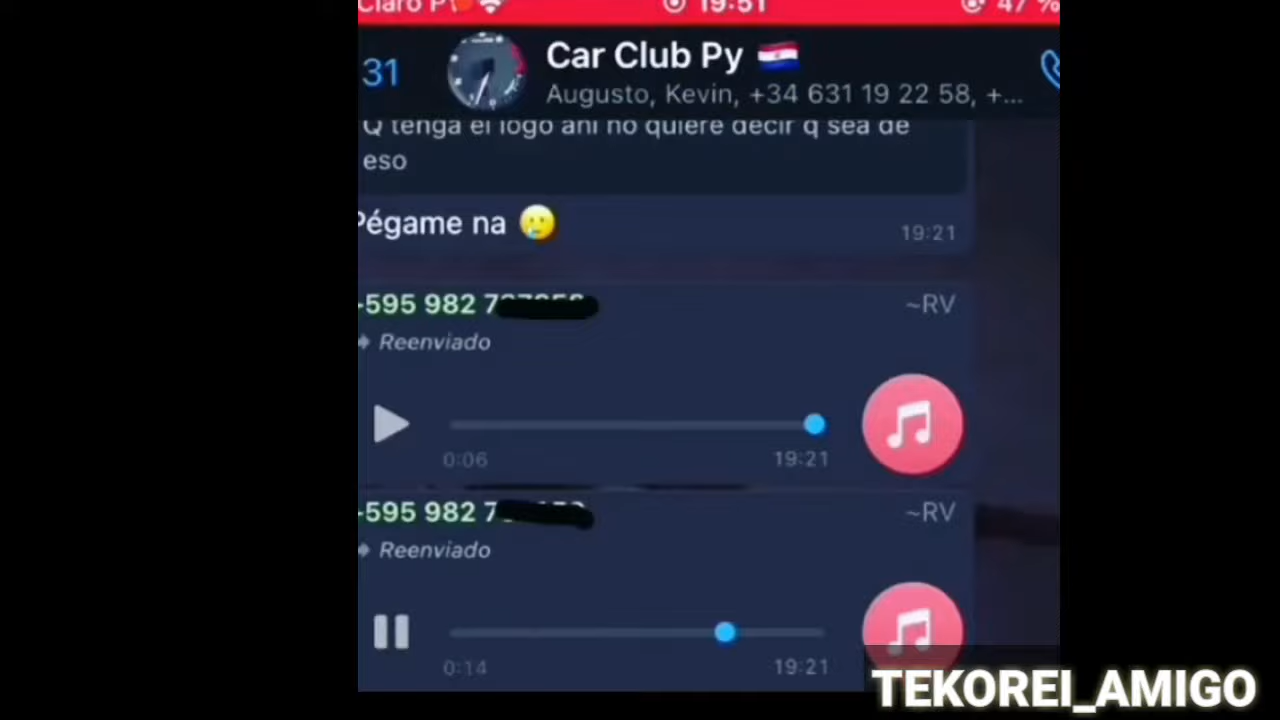 Claro PY 19:51 47 %
31 Car Club Py 🇵🇾
Augusto, Kevin, +34 631 19 22 58, +...
Q tenga el logo ahí no quiere decir q sea de
eso
Pégame na 🥲 19:21
+595 982 7 ~RV
Reenviado
0:06 19:21
+595 982 7 ~RV
Reenviado
0:14 19:21
TEKOREI_AMIGO